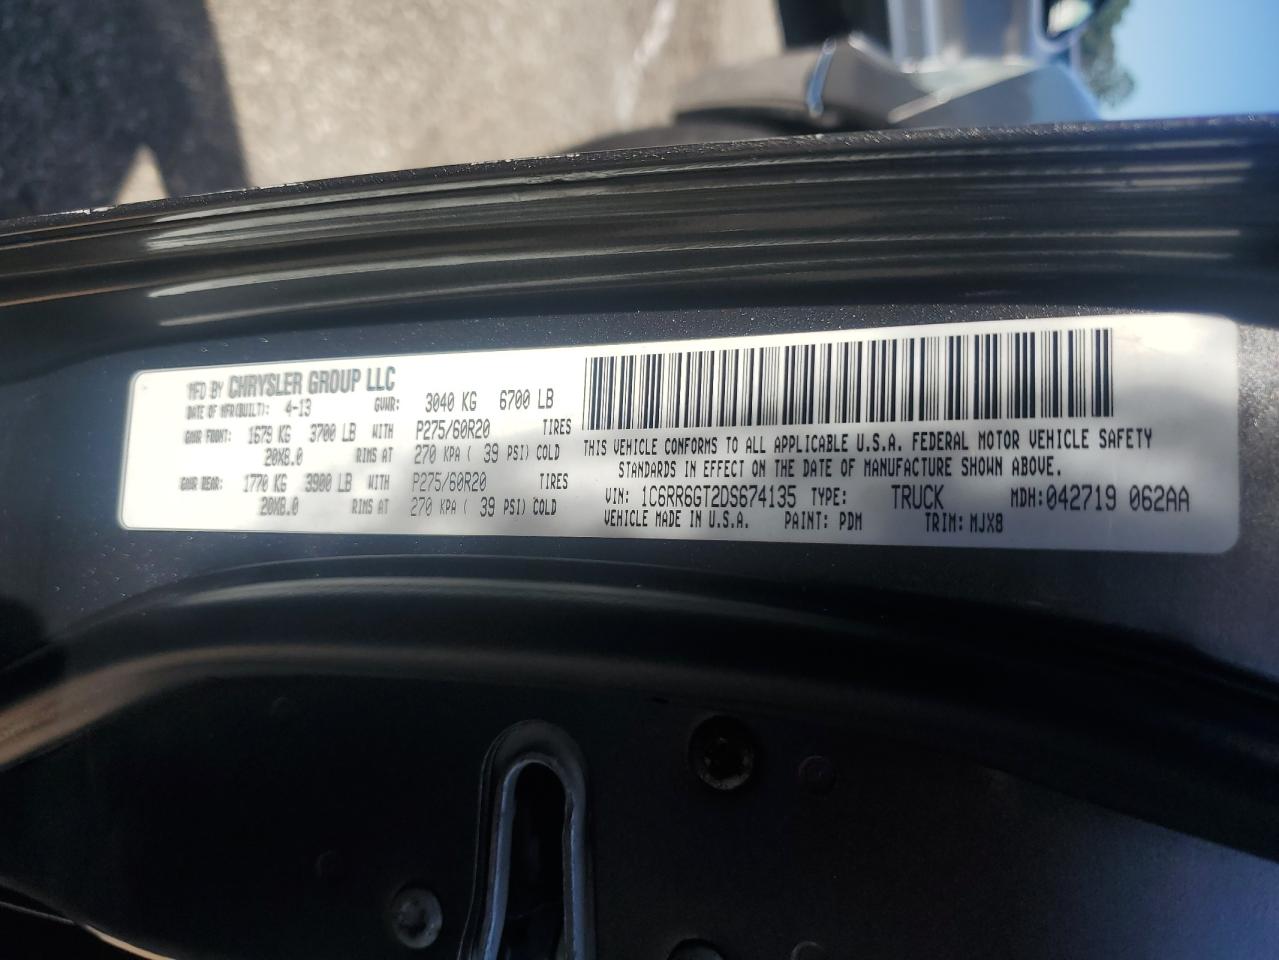 MFD BY CHRYSLER GROUP LLC
DATE OF MFR(BUILT): 4-13 GVWR: 3040 KG 6700 LB
GAWR FRONT: 1679 KG 3700 LB WITH P275/60R20 TIRES
20X8.0 RIMS AT 270 KPA ( 39 PSI) COLD
GAWR REAR: 1770 KG 3900 LB WITH P275/60R20 TIRES
20X8.0 RIMS AT 270 KPA ( 39 PSI) COLD
THIS VEHICLE CONFORMS TO ALL APPLICABLE U.S.A. FEDERAL MOTOR VEHICLE SAFETY
STANDARDS IN EFFECT ON THE DATE OF MANUFACTURE SHOWN ABOVE.
VIN: 1C6RR6GT2DS674135 TYPE: TRUCK MDH:042719 062AA
VEHICLE MADE IN U.S.A. PAINT: PDM TRIM: MJX8